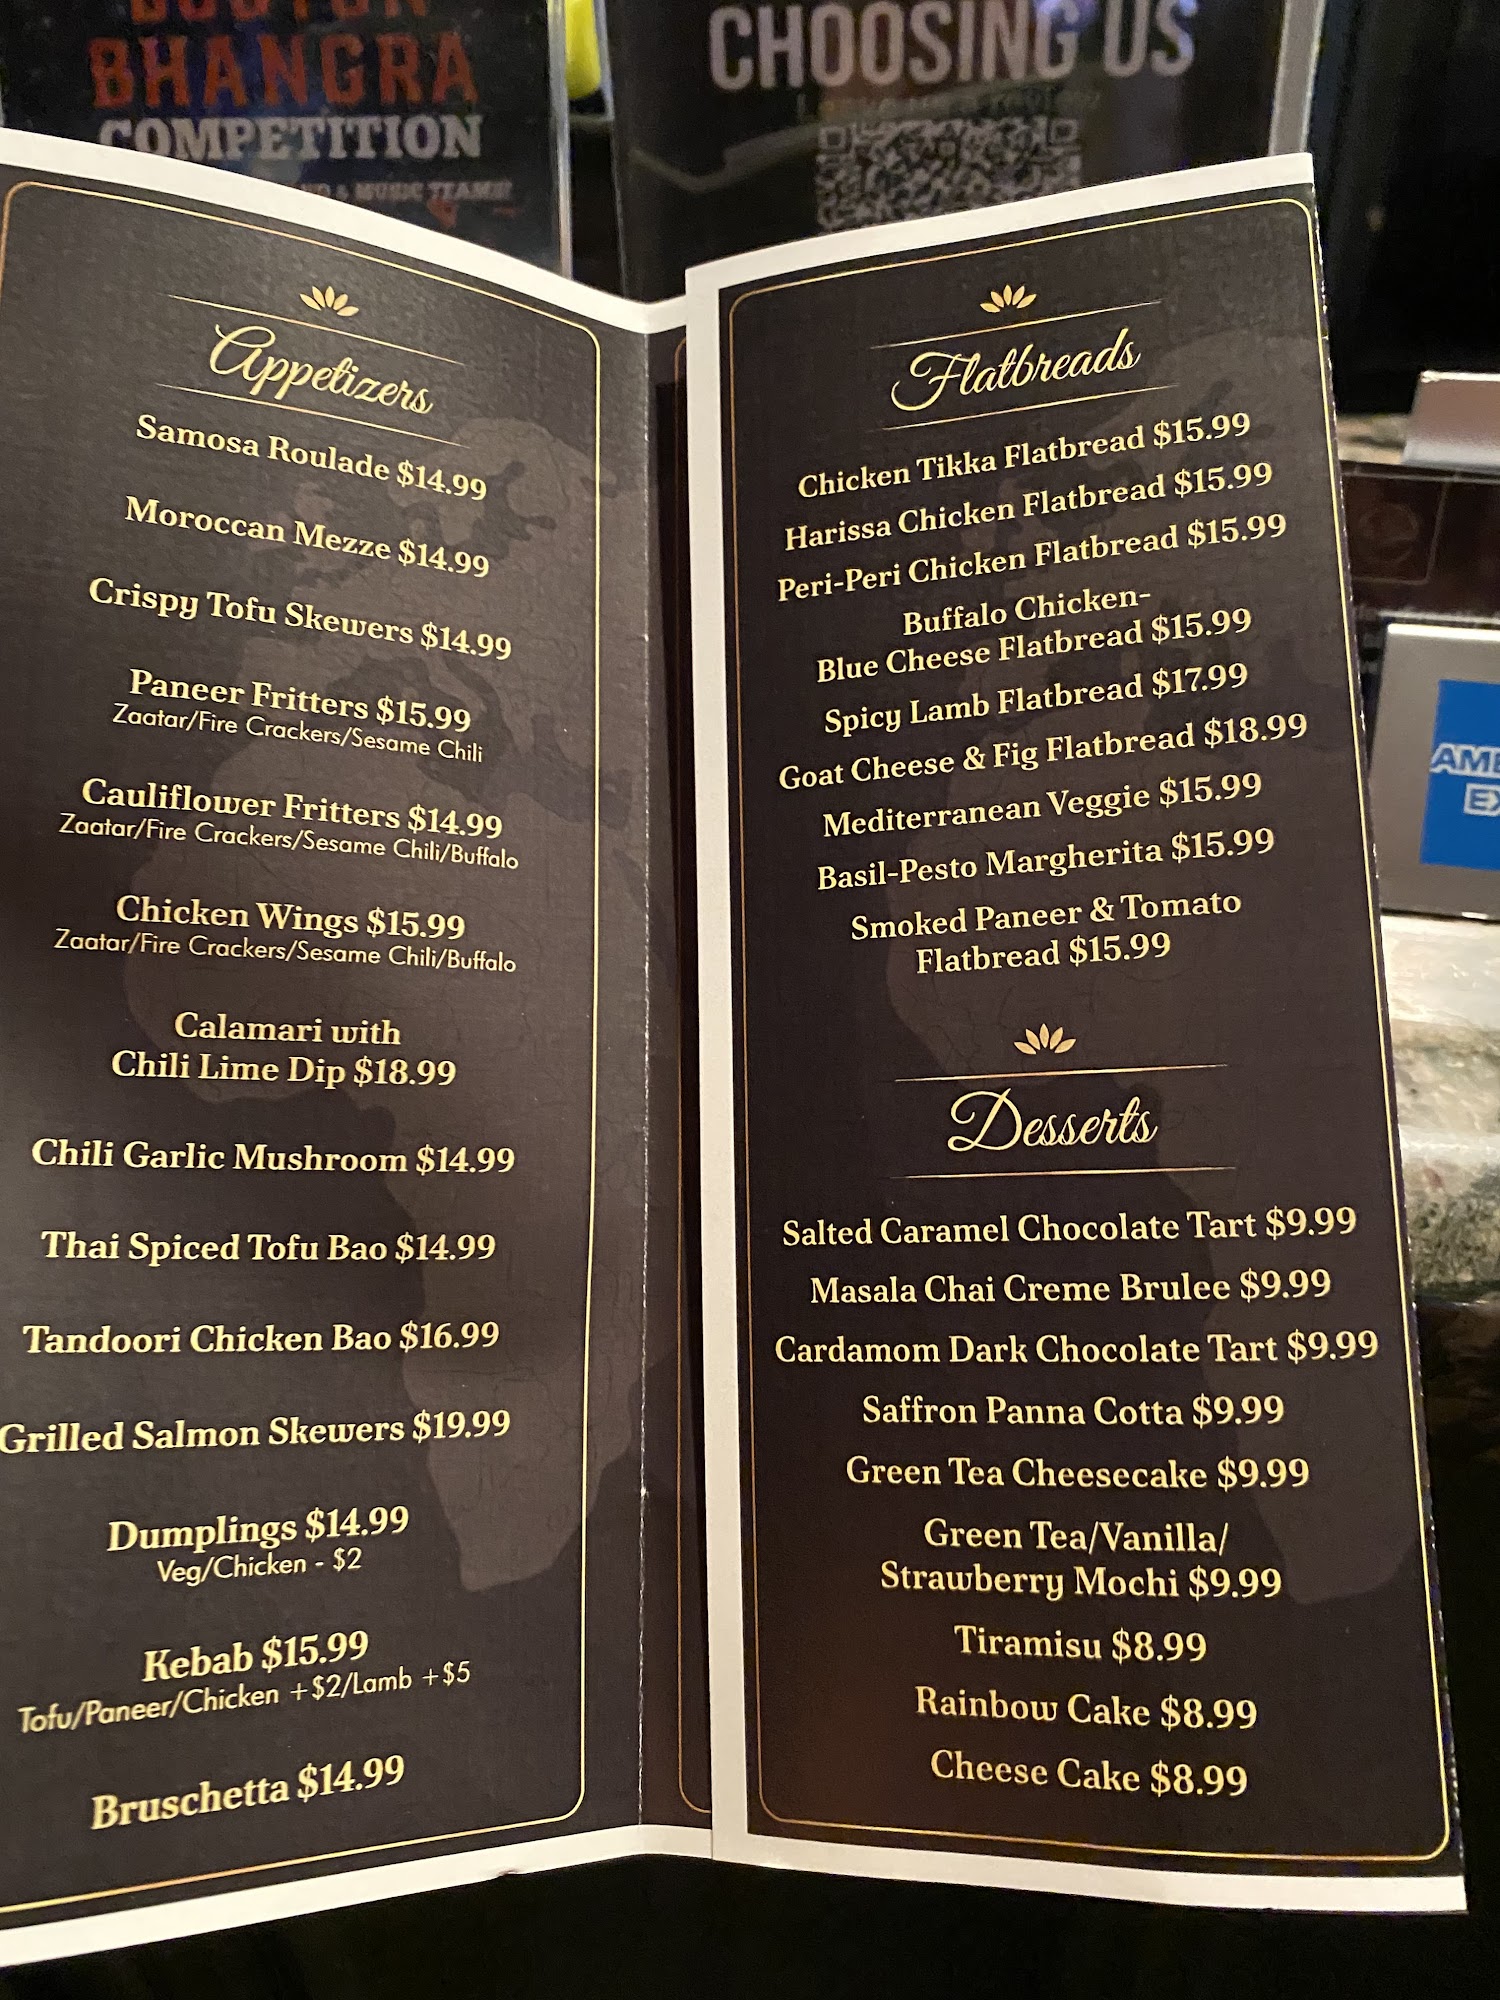 BHANGRA
COMPETITION
& MUSIC TEAMS!
CHOOSING US
Appetizers
Samosa Roulade $14.99
Moroccan Mezze $14.99
Crispy Tofu Skewers $14.99
Paneer Fritters $15.99
Zaatar/Fire Crackers/Sesame Chili
Cauliflower Fritters $14.99
Zaatar/Fire Crackers/Sesame Chili/Buffalo
Chicken Wings $15.99
Zaatar/Fire Crackers/Sesame Chili/Buffalo
Calamari with
Chili Lime Dip $18.99
Chili Garlic Mushroom $14.99
Thai Spiced Tofu Bao $14.99
Tandoori Chicken Bao $16.99
Grilled Salmon Skewers $19.99
Dumplings $14.99
Veg/Chicken - $2
Kebab $15.99
Tofu/Paneer/Chicken +$2/Lamb +$5
Bruschetta $14.99
Flatbreads
Chicken Tikka Flatbread $15.99
Harissa Chicken Flatbread $15.99
Peri-Peri Chicken Flatbread $15.99
Buffalo Chicken-
Blue Cheese Flatbread $15.99
Spicy Lamb Flatbread $17.99
Goat Cheese & Fig Flatbread $18.99
Mediterranean Veggie $15.99
Basil-Pesto Margherita $15.99
Smoked Paneer & Tomato
Flatbread $15.99
Desserts
Salted Caramel Chocolate Tart $9.99
Masala Chai Creme Brulee $9.99
Cardamom Dark Chocolate Tart $9.99
Saffron Panna Cotta $9.99
Green Tea Cheesecake $9.99
Green Tea/Vanilla/
Strawberry Mochi $9.99
Tiramisu $8.99
Rainbow Cake $8.99
Cheese Cake $8.99
AME
EX